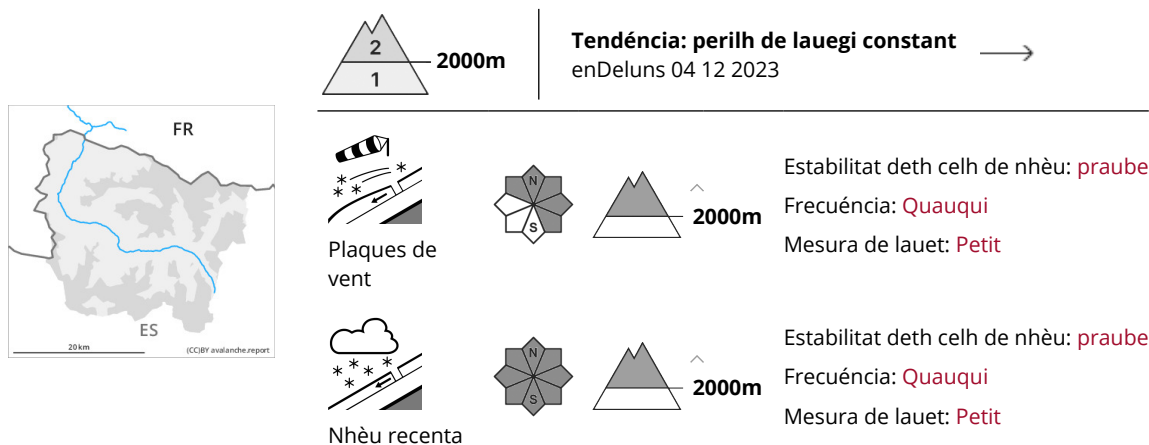 2
1
2000m
Tendéncia: perilh de lauegi constant
enDeluns 04 12 2023
FR
ES
20 km
(CC)BY avalanche.report
Plaques de
vent
N
S
2000m
Estabilitat deth celh de nhèu: praube
Frecuéncia: Quauqui
Mesura de lauet: Petit
Nhèu recenta
N
S
2000m
Estabilitat deth celh de nhèu: praube
Frecuéncia: Quauqui
Mesura de lauet: Petit